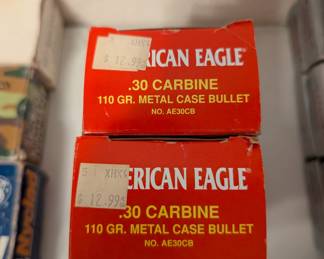 RICAN EAGLE
$ 12.99
.30 CARBINE
110 GR. METAL CASE BULLET
NO. AE30CB
ERICAN EAGLE
$ 12.99
.30 CARBINE
110 GR. METAL CASE BULLET
NO. AE30CB